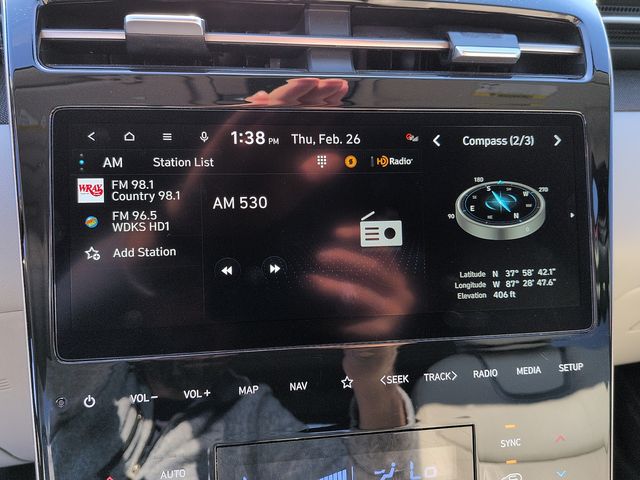 1:38 PM Thu, Feb. 26
AM Station List
HD Radio
WRAY
FM 98.1
Country 98.1
FM 96.5
WDKS HD1
Add Station
AM 530
Compass (2/3)
180
270
90
0
S
W
E
N
Latitude N 37° 58' 42.1"
Longitude W 87° 28' 47.6"
Elevation 406 ft
VOL− VOL+ MAP NAV <SEEK TRACK> RADIO MEDIA SETUP
AUTO
Lo
SYNC